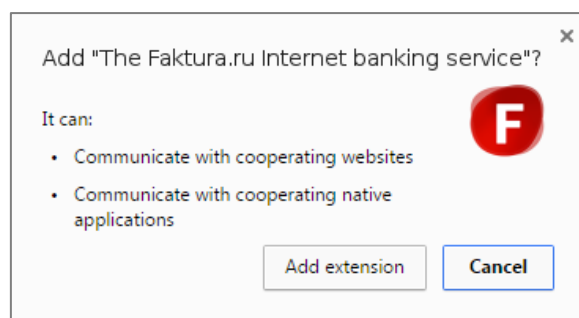 Add "The Faktura.ru Internet banking service"?
F
It can:
• Communicate with cooperating websites
• Communicate with cooperating native
applications
Add extension
Cancel